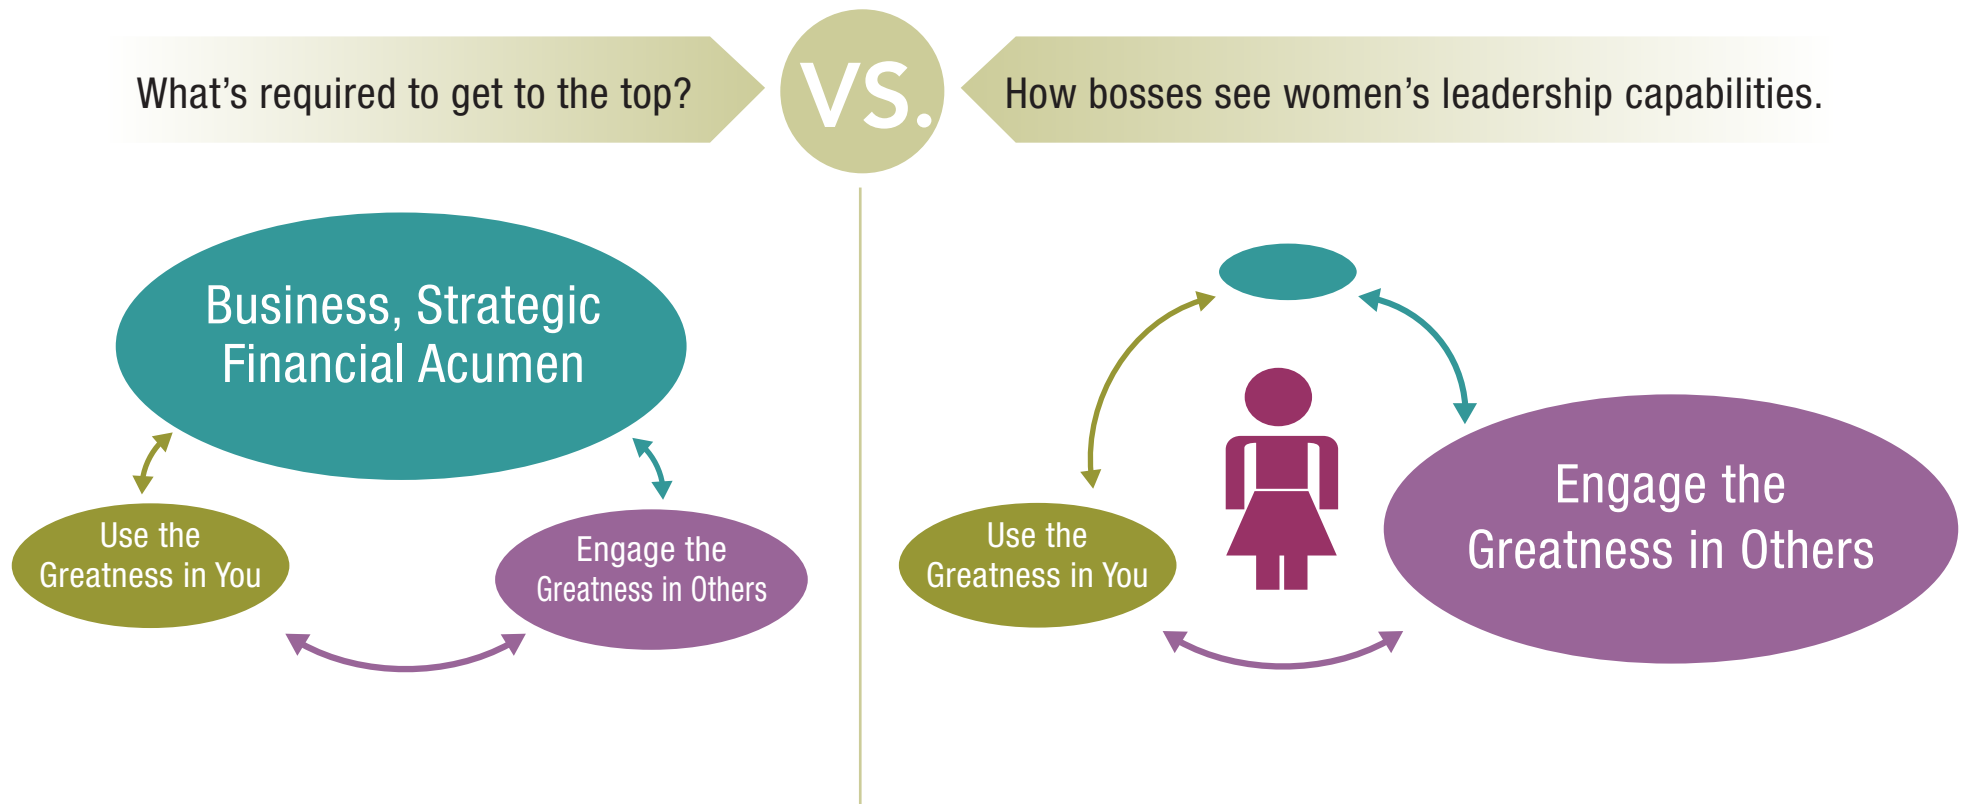 What’s required to get to the top?
VS.
How bosses see women’s leadership capabilities.
Business, Strategic
Financial Acumen
Use the
Greatness in You
Engage the
Greatness in Others
Use the
Greatness in You
Engage the
Greatness in Others